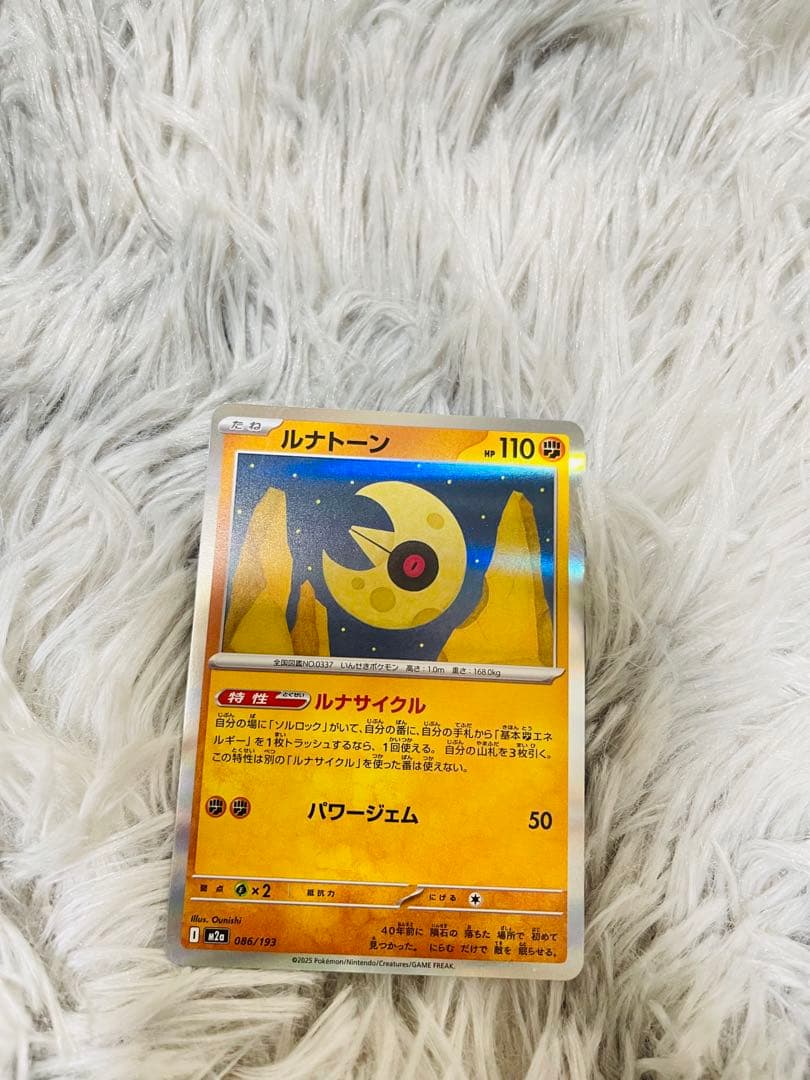 たね ルナトーン HP 110
全国図鑑NO.0337 いんせきポケモン 高さ:1.0m 重さ:168.0kg
特性 とくせい ルナサイクル
自分の場に「ソルロック」がいて、自分の番に、自分の手札から「基本エネ
ルギー」を1枚トラッシュするなら、1回使える。自分の山札を3枚引く。
この特性は別の「ルナサイクル」を使った番は使えない。
パワージェム 50
弱点 ×2 抵抗力 にげる
Illus. Ounishi
I m2a 086/193
40年前に 隕石の 落ちた 場所で 初めて
見つかった。 にらむ だけで 敵を 眠らせる。
©2025 Pokémon/Nintendo/Creatures/GAME FREAK.